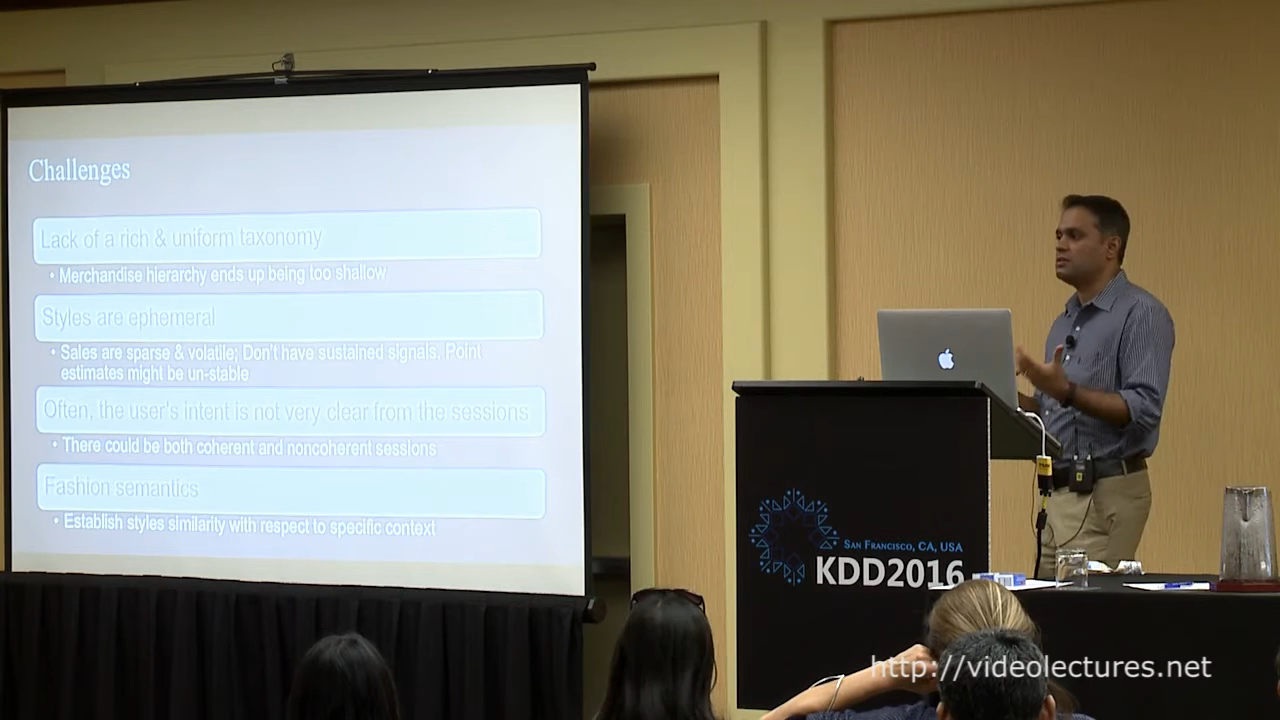 Challenges
Lack of a rich & uniform taxonomy
• Merchandise hierarchy ends up being too shallow
Styles are ephemeral
• Sales are sparse & volatile; Don't have sustained signals. Point
estimates might be un-stable
Often, the user's intent is not very clear from the sessions
• There could be both coherent and noncoherent sessions
Fashion semantics
• Establish styles similarity with respect to specific context
SAN FRANCISCO, CA, USA
KDD2016
http://videolectures.net